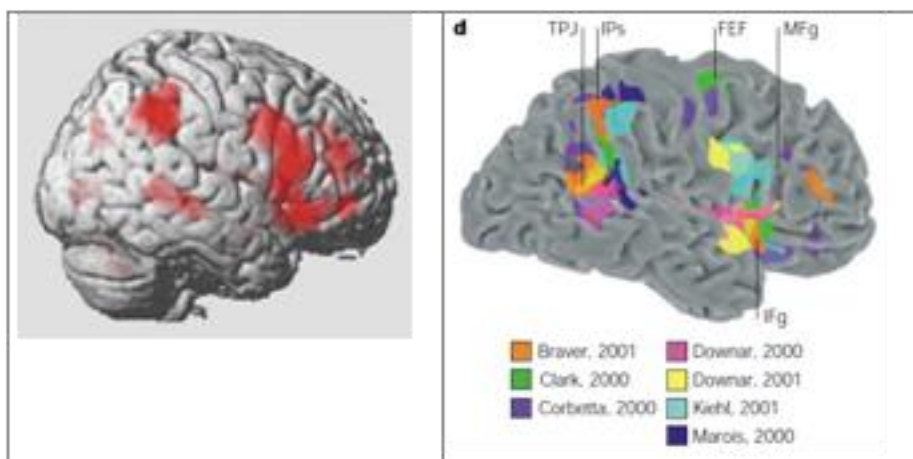 d
TPJ IPs FEF MFg
IFg
Braver, 2001 Downar, 2000
Clark, 2000 Downar, 2001
Corbetta, 2000 Kiehl, 2001
Marois, 2000